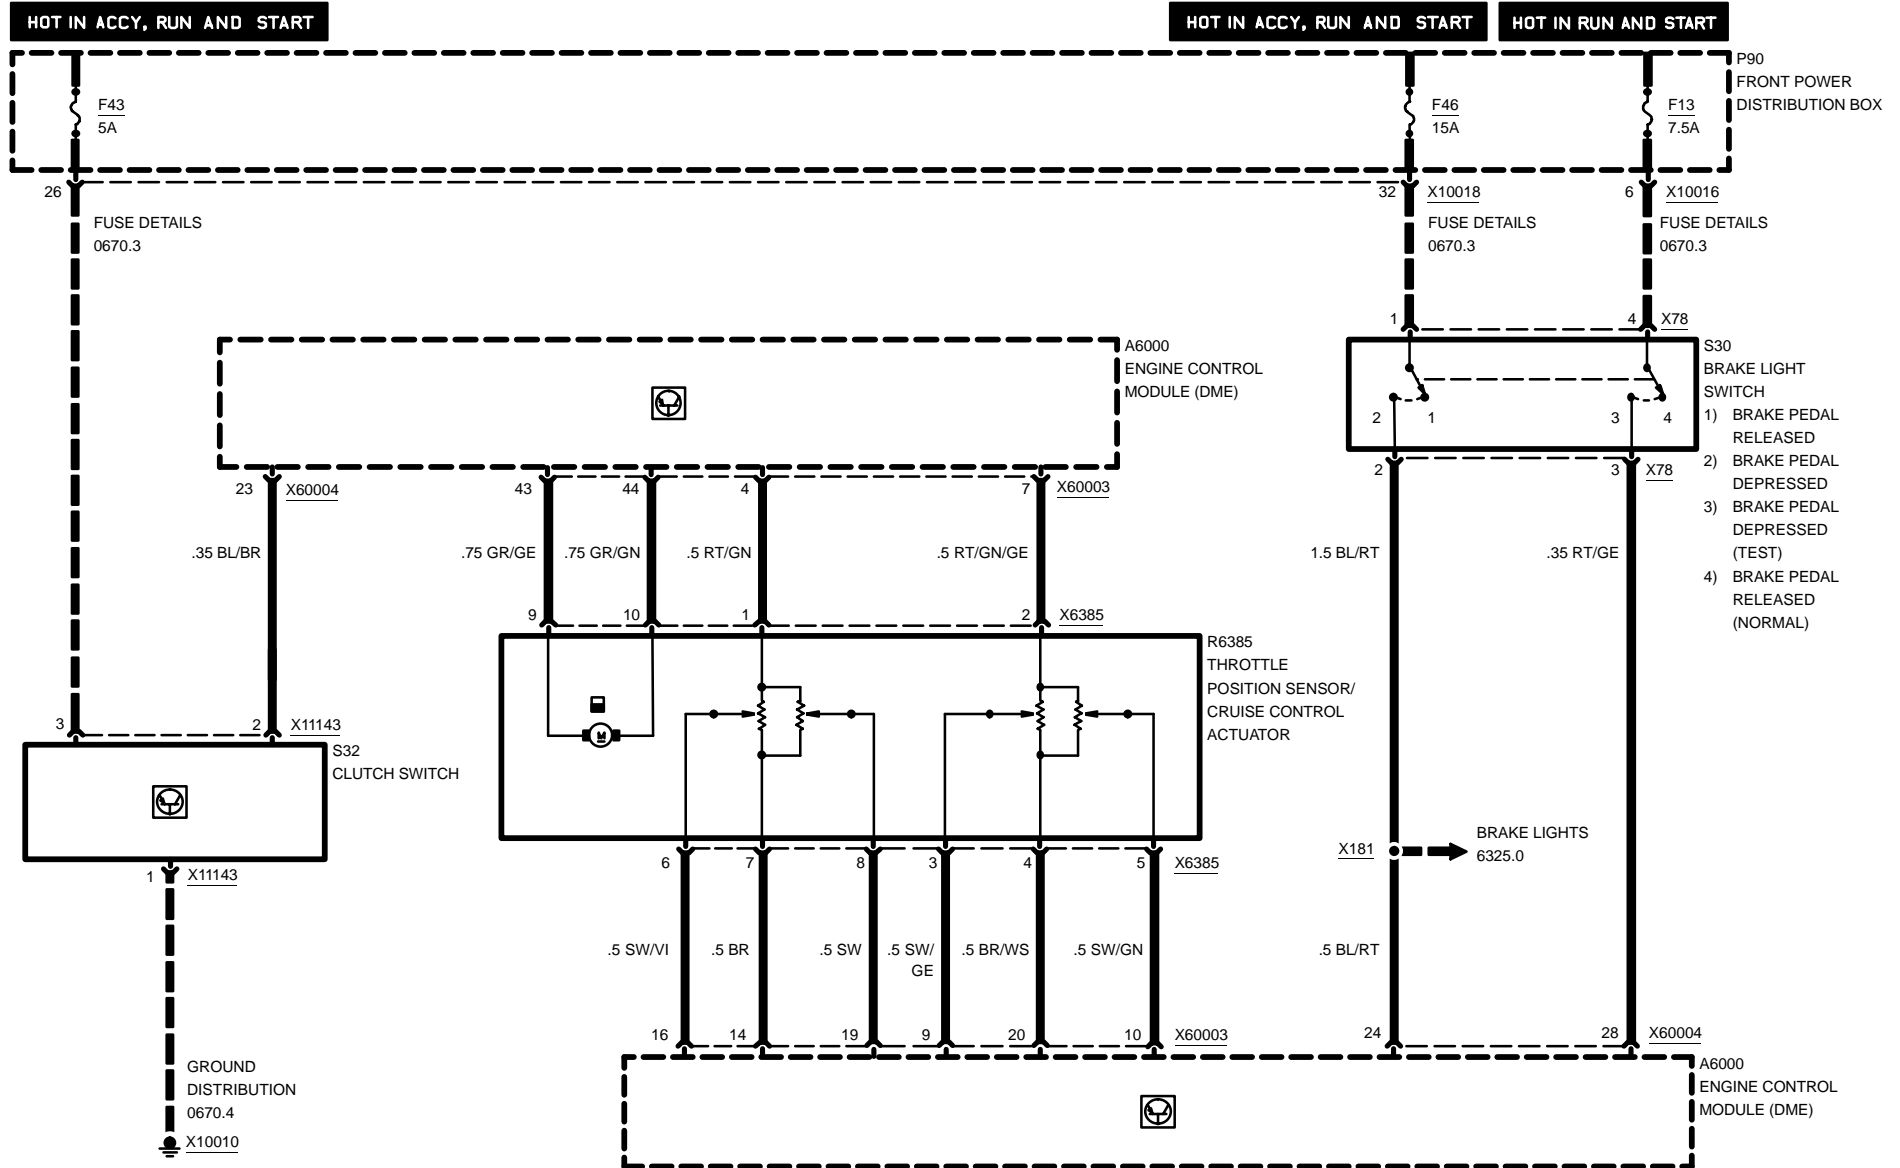 HOT IN ACCY, RUN AND START
HOT IN ACCY, RUN AND START
HOT IN RUN AND START
P90
FRONT POWER
DISTRIBUTION BOX
F43
5A
F46
15A
F13
7.5A
26
32
X10018
6
X10016
FUSE DETAILS
0670.3
FUSE DETAILS
0670.3
FUSE DETAILS
0670.3
1
4
X78
A6000
ENGINE CONTROL
MODULE (DME)
S30
BRAKE LIGHT
SWITCH
1) BRAKE PEDAL
RELEASED
2) BRAKE PEDAL
DEPRESSED
3) BRAKE PEDAL
DEPRESSED
(TEST)
4) BRAKE PEDAL
RELEASED
(NORMAL)
2
1
3
4
2
3
X78
23
X60004
43
44
4
7
X60003
.35 BL/BR
.75 GR/GE
.75 GR/GN
.5 RT/GN
.5 RT/GN/GE
1.5 BL/RT
.35 RT/GE
9
10
1
2
X6385
R6385
THROTTLE
POSITION SENSOR/
CRUISE CONTROL
ACTUATOR
M
3
2
X11143
S32
CLUTCH SWITCH
1
X11143
6
7
8
3
4
5
X6385
X181
BRAKE LIGHTS
6325.0
.5 SW/VI
.5 BR
.5 SW
.5 SW/
GE
.5 BR/WS
.5 SW/GN
.5 BL/RT
16
14
19
9
20
10
X60003
24
28
X60004
GROUND
DISTRIBUTION
0670.4
X10010
A6000
ENGINE CONTROL
MODULE (DME)